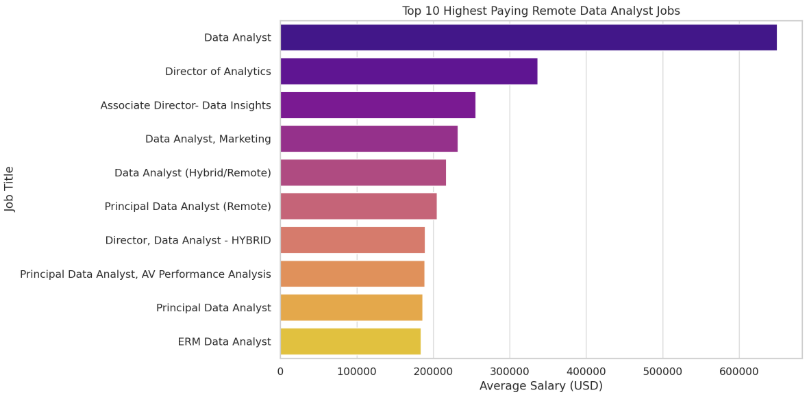 Top 10 Highest Paying Remote Data Analyst Jobs
Job Title
Data Analyst
Director of Analytics
Associate Director- Data Insights
Data Analyst, Marketing
Data Analyst (Hybrid/Remote)
Principal Data Analyst (Remote)
Director, Data Analyst - HYBRID
Principal Data Analyst, AV Performance Analysis
Principal Data Analyst
ERM Data Analyst
0 100000 200000 300000 400000 500000 600000
Average Salary (USD)